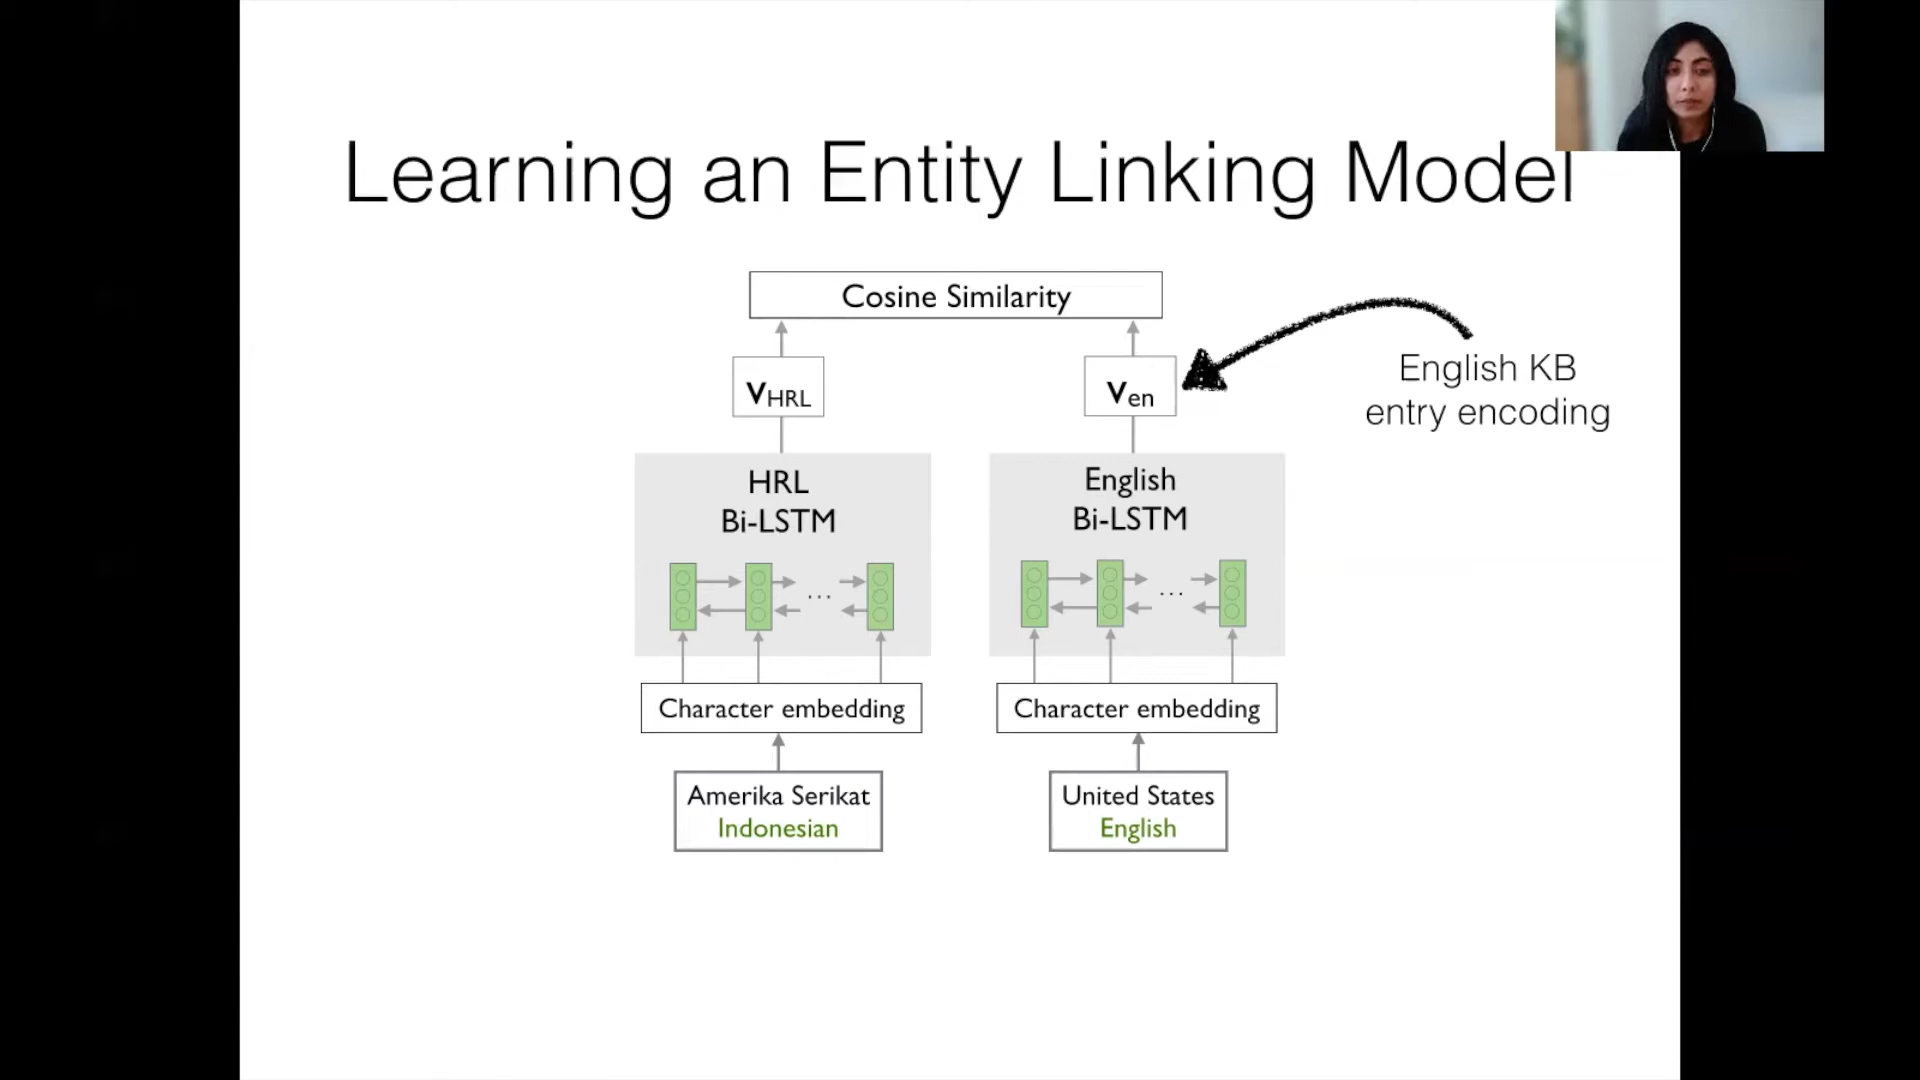 Learning an Entity Linking Model
Cosine Similarity
vHRL
ven
English KB
entry encoding
HRL
Bi-LSTM
English
Bi-LSTM
...
...
Character embedding
Character embedding
Amerika Serikat
Indonesian
United States
English